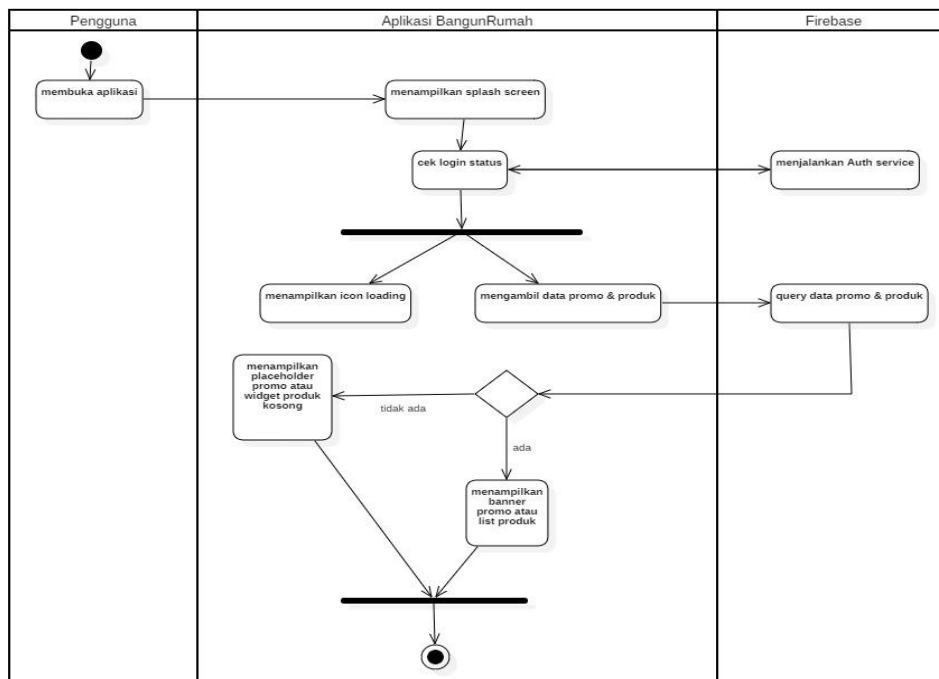 Pengguna
Aplikasi BangunRumah
Firebase
membuka aplikasi
menampilkan splash screen
cek login status
menjalankan Auth service
menampilkan icon loading
mengambil data promo & produk
query data promo & produk
menampilkan
placeholder
promo atau
widget produk
kosong
tidak ada
ada
menampilkan
banner
promo atau
list produk